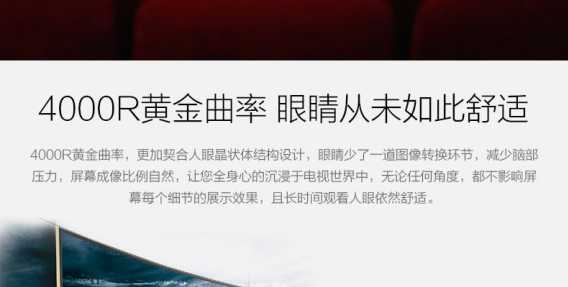 4000R黄金曲率 眼睛从未如此舒适
4000R黄金曲率，更加契合人眼晶状体结构设计，眼睛少了一道图像转换环节，减少脑部
压力，屏幕成像比例自然，让您全身心的沉浸于电视世界中，无论任何角度，都不影响屏
幕每个细节的展示效果，且长时间观看人眼依然舒适。